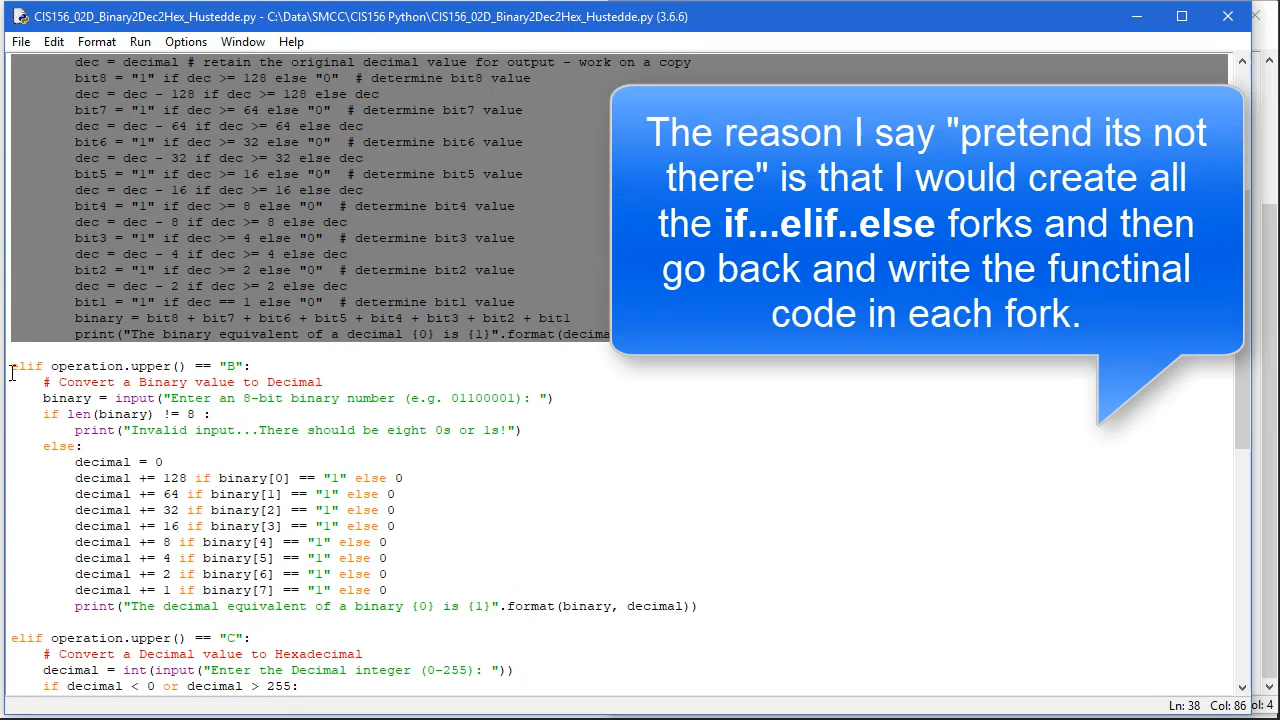 CIS156_02D_Binary2Dec2Hex_Hustedde.py - C:\Data\SMCC\CIS156 Python\CIS156_02D_Binary2Dec2Hex_Hustedde.py (3.6.6)
File Edit Format Run Options Window Help
dec = decimal # retain the original decimal value for output - work on a copy
bit8 = "1" if dec >= 128 else "0"  # determine bit8 value
dec = dec - 128 if dec >= 128 else dec
bit7 = "1" if dec >= 64 else "0"  # determine bit7 value
dec = dec - 64 if dec >= 64 else dec
bit6 = "1" if dec >= 32 else "0"  # determine bit6 value
dec = dec - 32 if dec >= 32 else dec
bit5 = "1" if dec >= 16 else "0"  # determine bit5 value
dec = dec - 16 if dec >= 16 else dec
bit4 = "1" if dec >= 8 else "0"  # determine bit4 value
dec = dec - 8 if dec >= 8 else dec
bit3 = "1" if dec >= 4 else "0"  # determine bit3 value
dec = dec - 4 if dec >= 4 else dec
bit2 = "1" if dec >= 2 else "0"  # determine bit2 value
dec = dec - 2 if dec >= 2 else dec
bit1 = "1" if dec == 1 else "0"  # determine bit1 value
binary = bit8 + bit7 + bit6 + bit5 + bit4 + bit3 + bit2 + bit1
print("The binary equivalent of a decimal {0} is {1}".format(decima
The reason I say "pretend its not
there" is that I would create all
the if...elif..else forks and then
go back and write the functinal
code in each fork.
elif operation.upper() == "B":
# Convert a Binary value to Decimal
binary = input("Enter an 8-bit binary number (e.g. 01100001): ")
if len(binary) != 8 :
print("Invalid input...There should be eight 0s or 1s!")
else:
decimal = 0
decimal += 128 if binary[0] == "1" else 0
decimal += 64 if binary[1] == "1" else 0
decimal += 32 if binary[2] == "1" else 0
decimal += 16 if binary[3] == "1" else 0
decimal += 8 if binary[4] == "1" else 0
decimal += 4 if binary[5] == "1" else 0
decimal += 2 if binary[6] == "1" else 0
decimal += 1 if binary[7] == "1" else 0
print("The decimal equivalent of a binary {0} is {1}".format(binary, decimal))
elif operation.upper() == "C":
# Convert a Decimal value to Hexadecimal
decimal = int(input("Enter the Decimal integer (0-255): "))
if decimal < 0 or decimal > 255:
Ln: 38 Col: 86 ol: 4